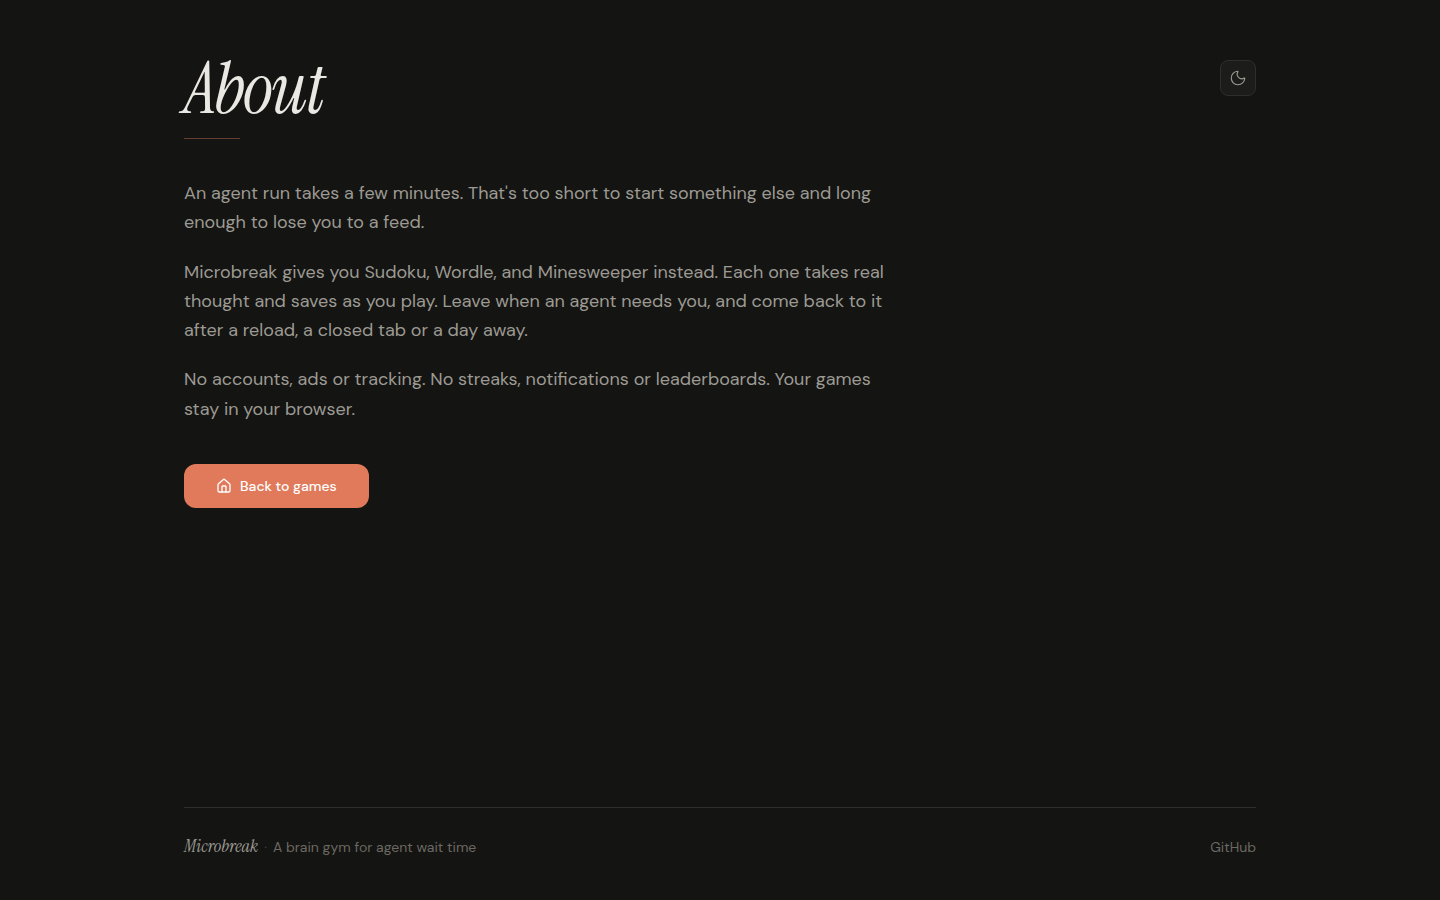 About
An agent run takes a few minutes. That's too short to start something else and long
enough to lose you to a feed.
Microbreak gives you Sudoku, Wordle, and Minesweeper instead. Each one takes real
thought and saves as you play. Leave when an agent needs you, and come back to it
after a reload, a closed tab or a day away.
No accounts, ads or tracking. No streaks, notifications or leaderboards. Your games
stay in your browser.
Back to games
Microbreak · A brain gym for agent wait time
GitHub